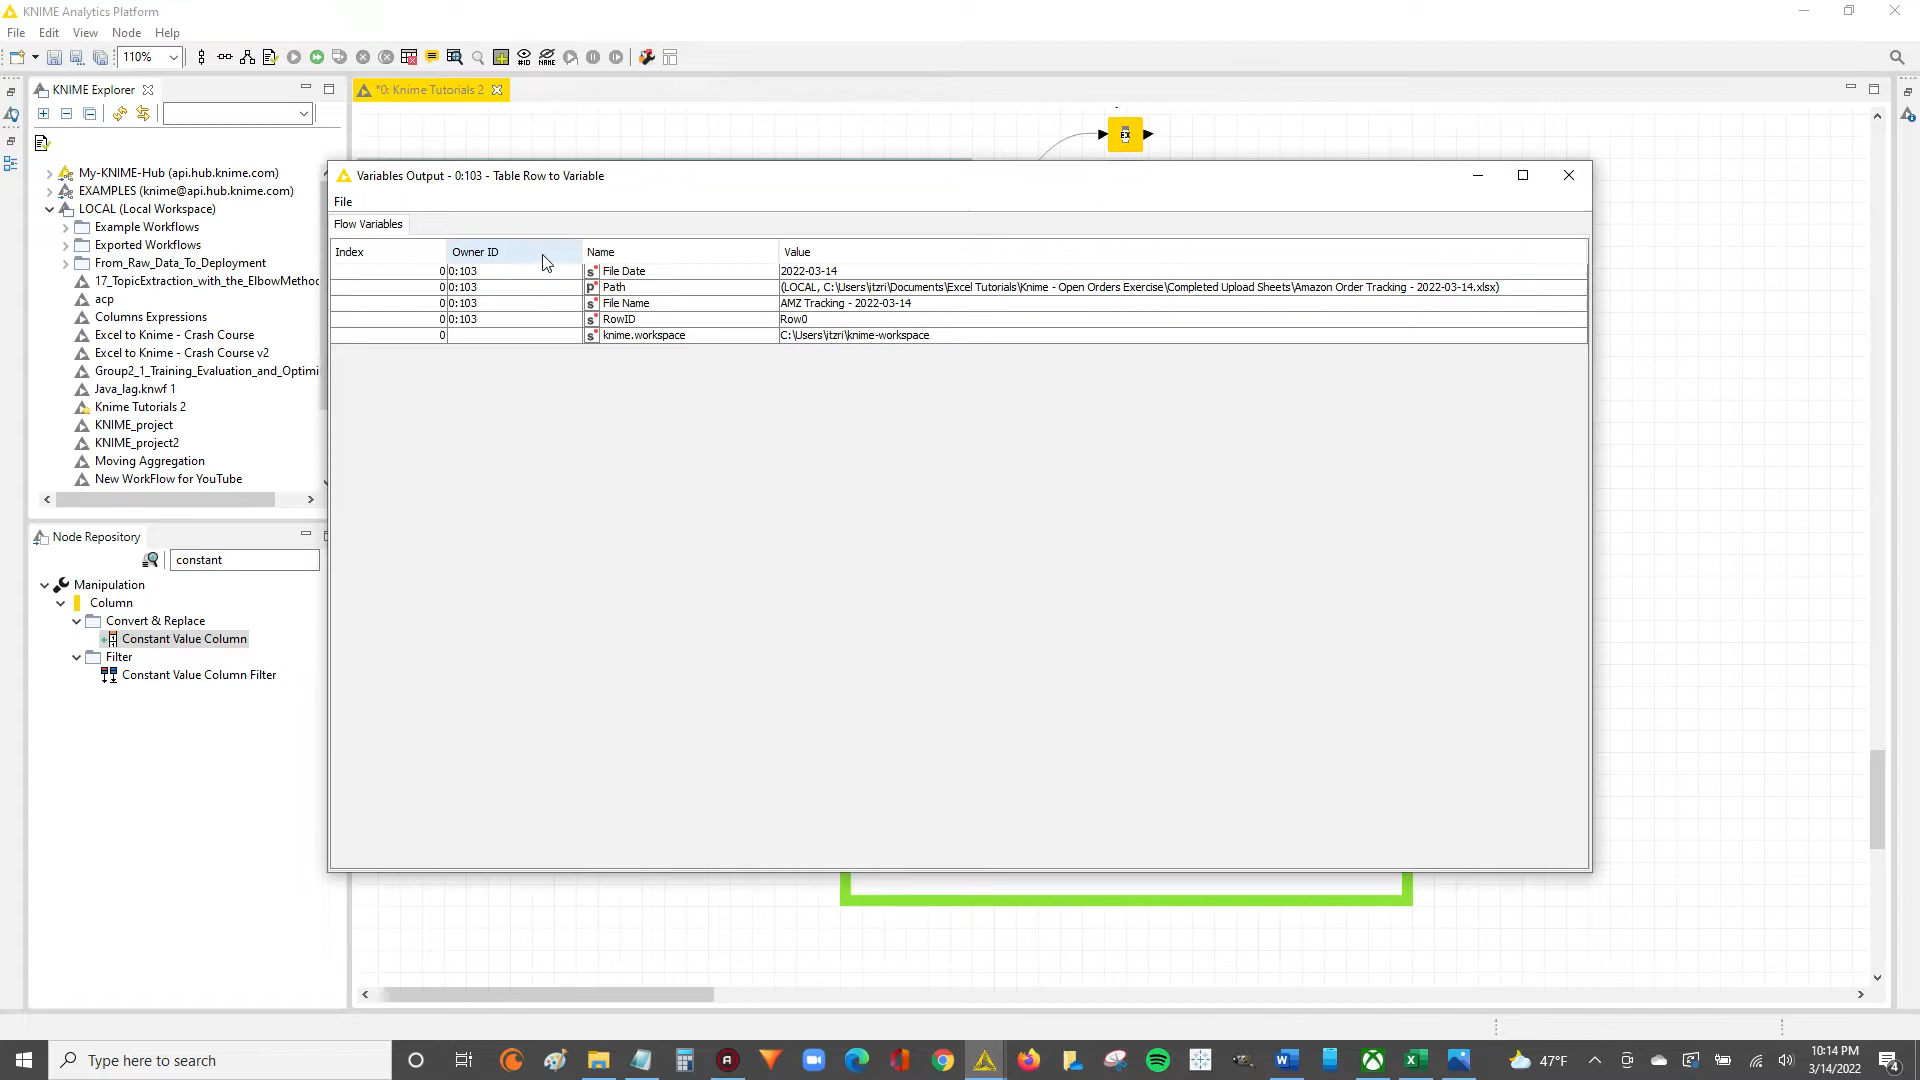 KNIME Analytics Platform
File Edit View Node Help
110%
KNIME Explorer
*0: Knime Tutorials 2
My-KNIME-Hub (api.hub.knime.com)
EXAMPLES (knime@api.hub.knime.com)
LOCAL (Local Workspace)
Example Workflows
Exported Workflows
From_Raw_Data_To_Deployment
17_TopicExtraction_with_the_ElbowMethod
acp
Columns Expressions
Excel to Knime - Crash Course
Excel to Knime - Crash Course v2
Group2_1_Training_Evaluation_and_Optimi
Java_lag.knwf 1
Knime Tutorials 2
KNIME_project
KNIME_project2
Moving Aggregation
New WorkFlow for YouTube
Node Repository
constant
Manipulation
Column
Convert & Replace
Constant Value Column
Filter
Constant Value Column Filter
Variables Output - 0:103 - Table Row to Variable
File
Flow Variables
Index Owner ID Name Value
0 0:103 s File Date 2022-03-14
0 0:103 p Path (LOCAL, C:\Users\itzri\Documents\Excel Tutorials\Knime - Open Orders Exercise\Completed Upload Sheets\Amazon Order Tracking - 2022-03-14.xlsx)
0 0:103 s File Name AMZ Tracking - 2022-03-14
0 0:103 s RowID Row0
0 s knime.workspace C:\Users\itzri\knime-workspace
Type here to search
47°F
10:14 PM
3/14/2022
4